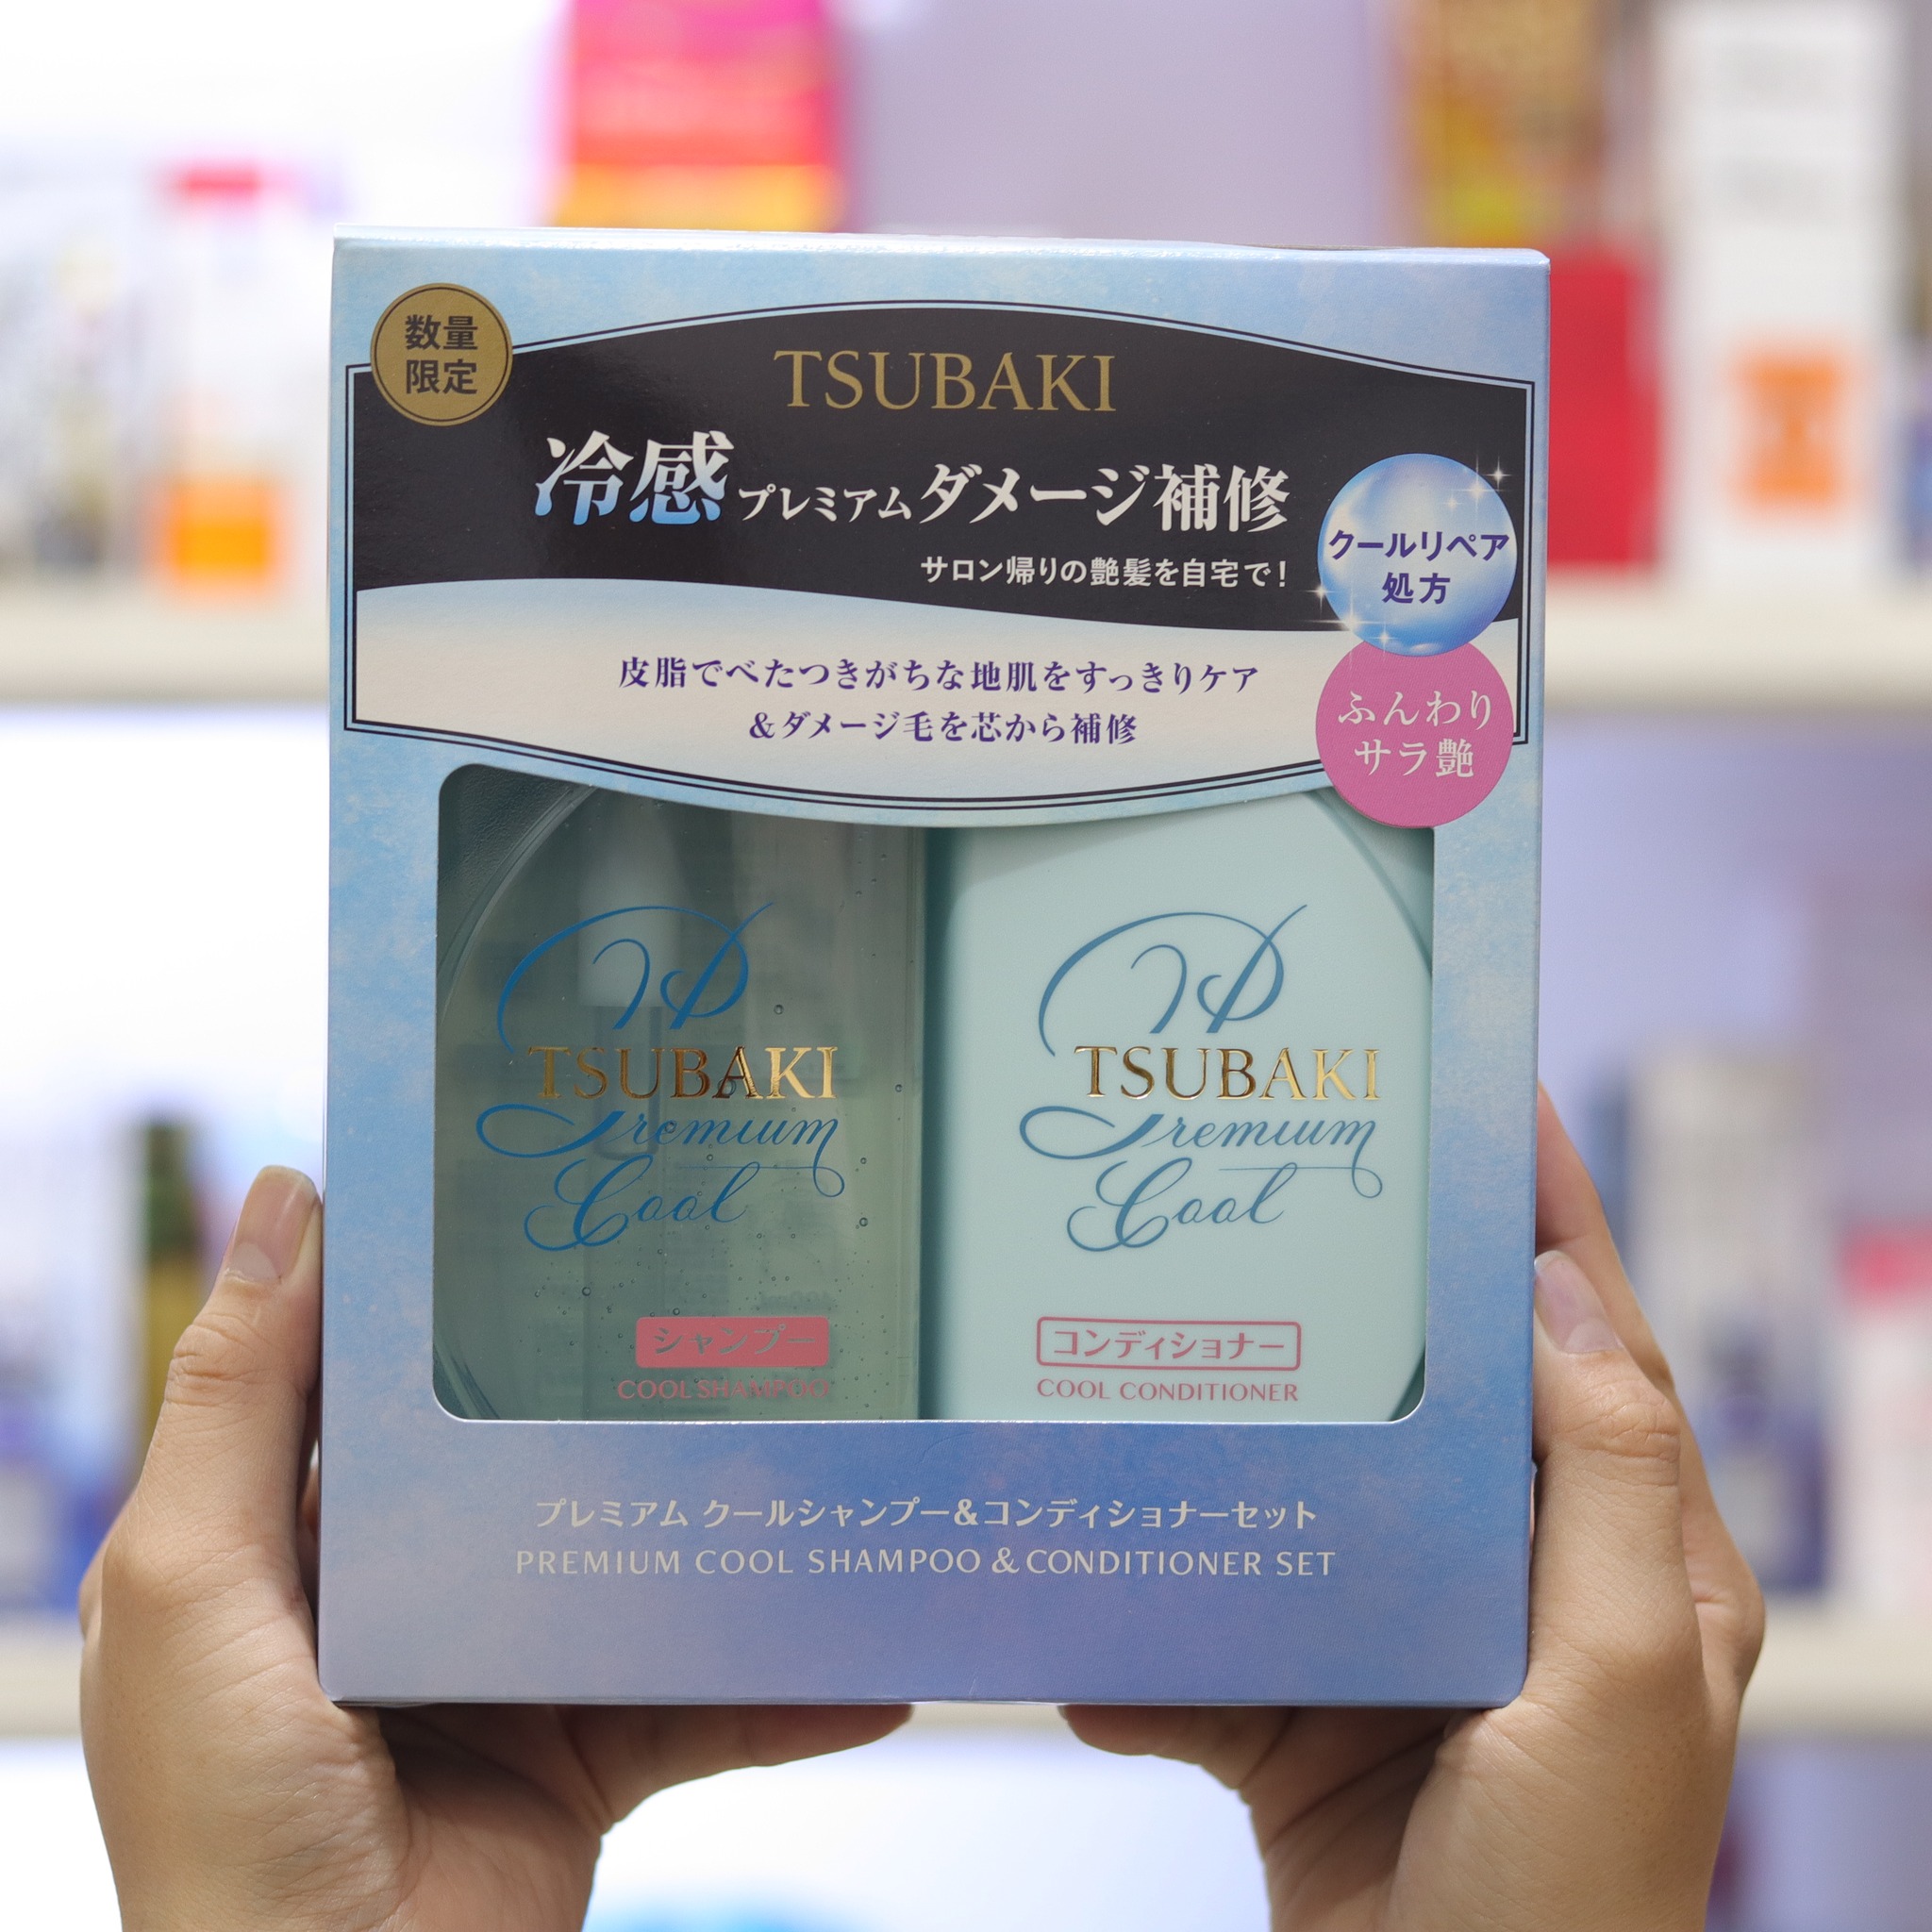 数量
限定
TSUBAKI
冷感プレミアムダメージ補修
サロン帰りの艶髪を自宅で!
クールリペア
処方
皮脂でべたつきがちな地肌をすっきりケア
&ダメージ毛を芯から補修
ふんわり
サラ艶
P
TSUBAKI
Premium
Cool
シャンプー
COOL SHAMPOO
P
TSUBAKI
Premium
Cool
コンディショナー
COOL CONDITIONER
プレミアム クールシャンプー&コンディショナーセット
PREMIUM COOL SHAMPOO & CONDITIONER SET